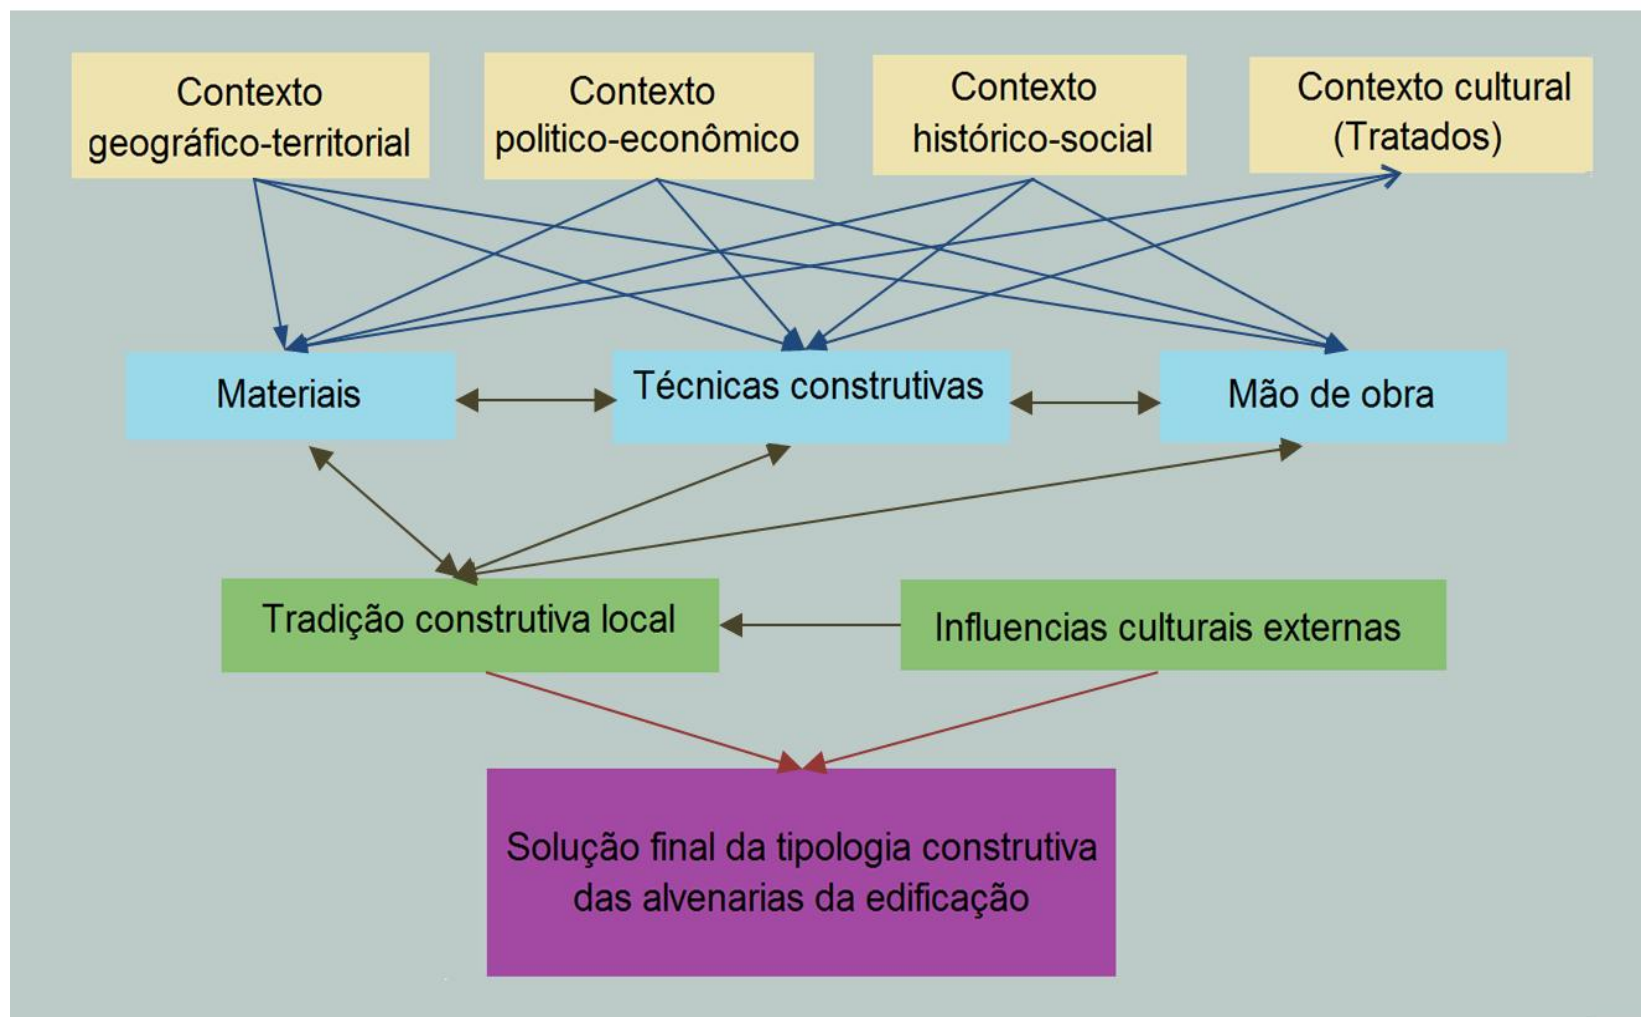 Contexto
geográfico-territorial
Contexto
politico-econômico
Contexto
histórico-social
Contexto cultural
(Tratados)
Materiais
Técnicas construtivas
Mão de obra
Tradição construtiva local
Influencias culturais externas
Solução final da tipologia construtiva
das alvenarias da edificação